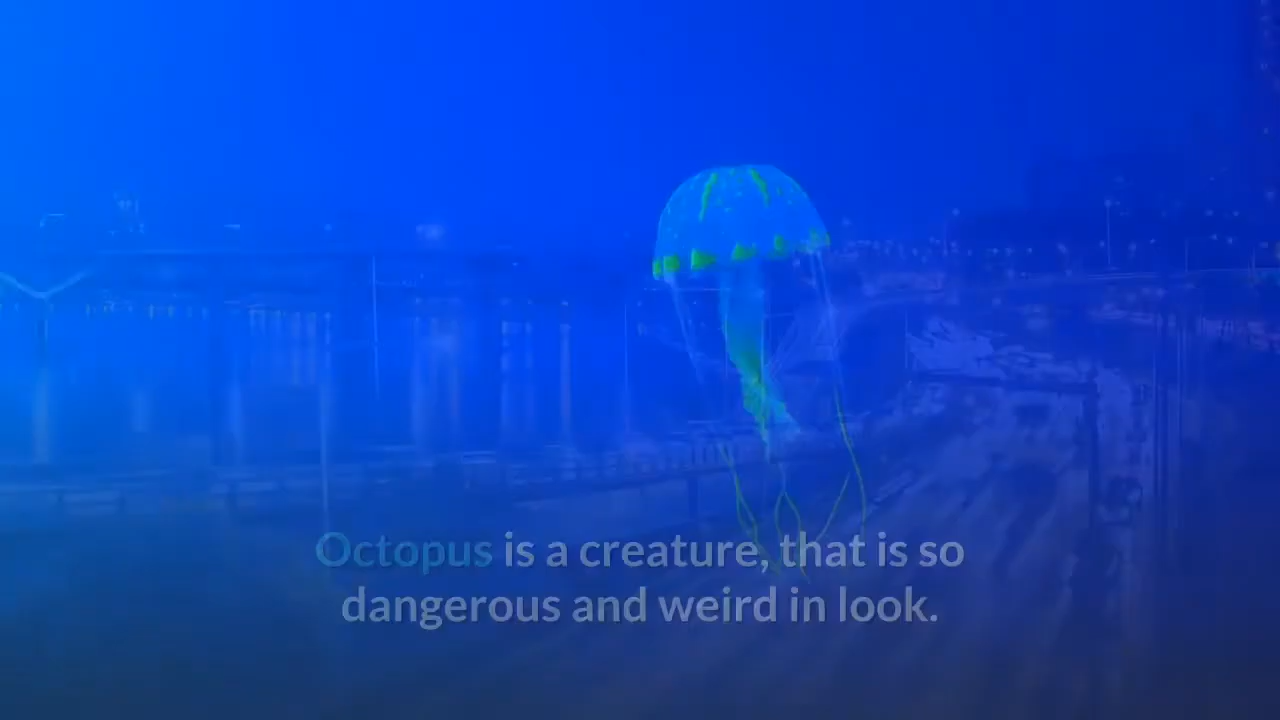 Octopus is a creature, that is so
dangerous and weird in look.